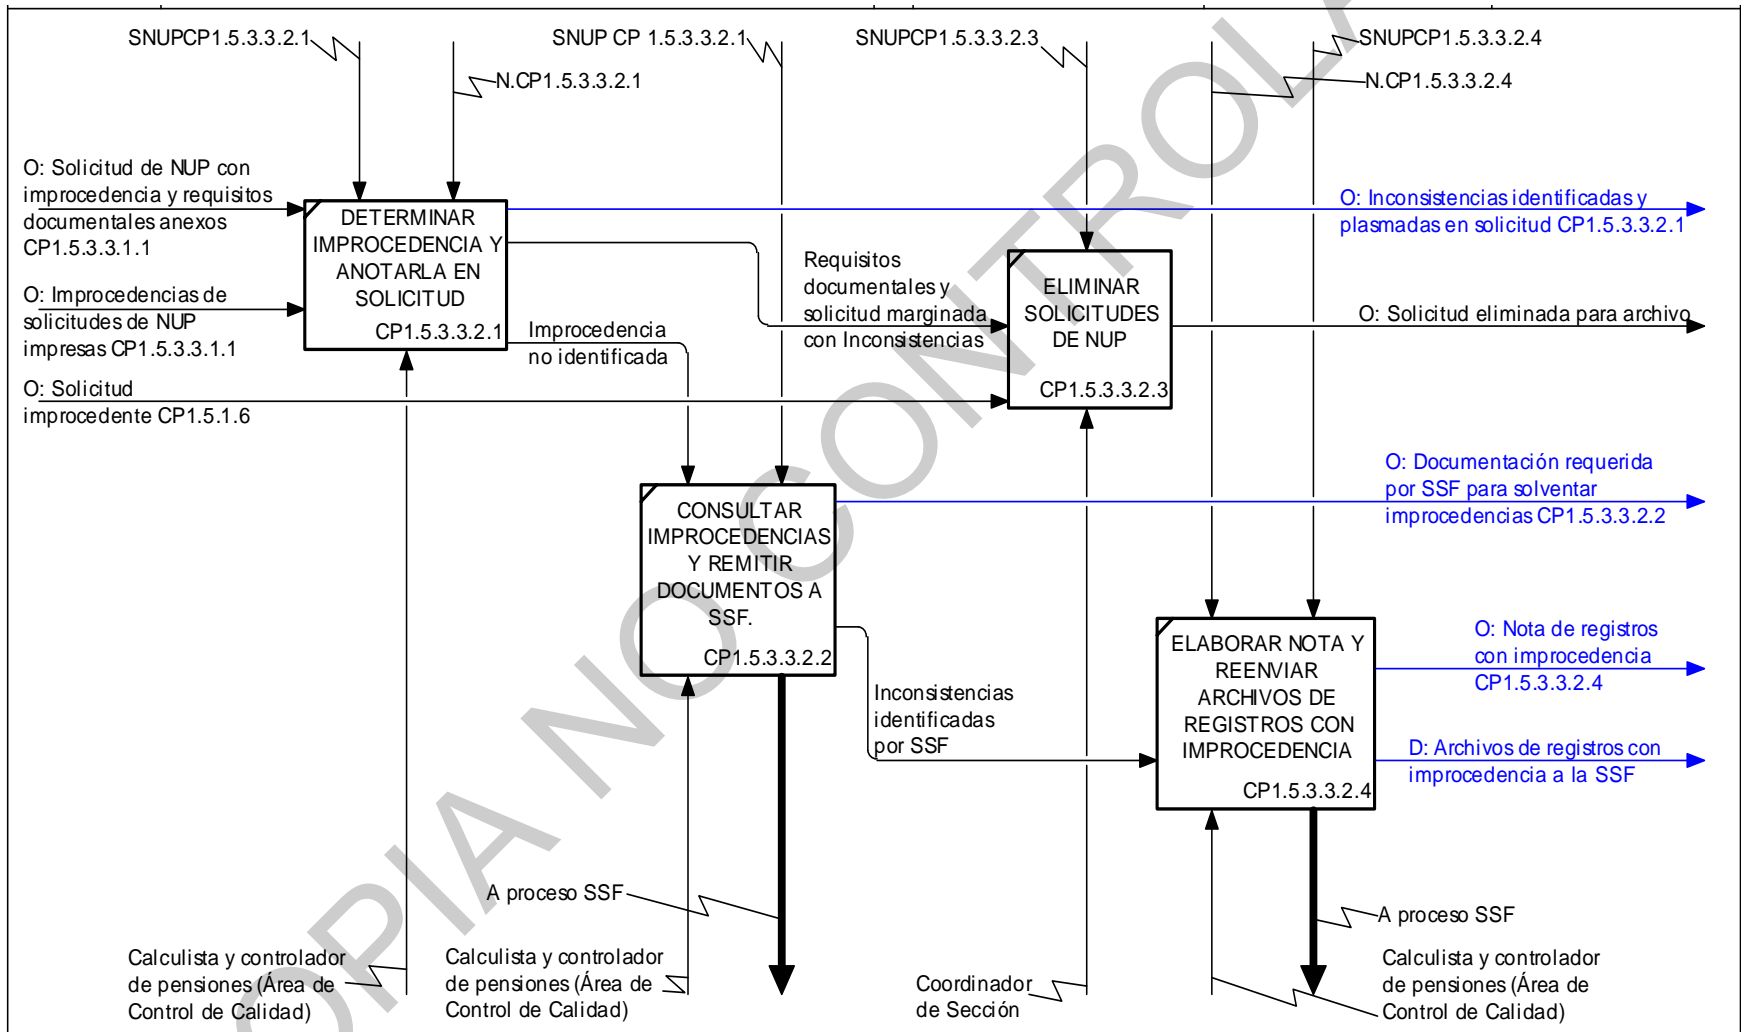 SNUPCP1.5.3.3.2.1
SNUP CP 1.5.3.3.2.1
SNUPCP1.5.3.3.2.3
SNUPCP1.5.3.3.2.4
N.CP1.5.3.3.2.1
N.CP1.5.3.3.2.4
O: Solicitud de NUP con
improcedencia y requisitos
documentales anexos
CP1.5.3.3.1.1
O: Improcedencias de
solicitudes de NUP
impresas CP1.5.3.3.1.1
O: Solicitud
improcedente CP1.5.1.6
DETERMINAR
IMPROCEDENCIA Y
ANOTARLA EN
SOLICITUD
CP1.5.3.3.2.1
Improcedencia
no identificada
Requisitos
documentales y
solicitud marginada
con Inconsistencias
ELIMINAR
SOLICITUDES
DE NUP
CP1.5.3.3.2.3
O: Inconsistencias identificadas y
plasmadas en solicitud CP1.5.3.3.2.1
O: Solicitud eliminada para archivo
CONSULTAR
IMPROCEDENCIAS
Y REMITIR
DOCUMENTOS A
SSF.
CP1.5.3.3.2.2
O: Documentación requerida
por SSF para solventar
improcedencias CP1.5.3.3.2.2
Inconsistencias
identificadas
por SSF
ELABORAR NOTA Y
REENVIAR
ARCHIVOS DE
REGISTROS CON
IMPROCEDENCIA
CP1.5.3.3.2.4
O: Nota de registros
con improcedencia
CP1.5.3.3.2.4
D: Archivos de registros con
improcedencia a la SSF
A proceso SSF
A proceso SSF
Calculista y controlador
de pensiones (Área de
Control de Calidad)
Calculista y controlador
de pensiones (Área de
Control de Calidad)
Coordinador
de Sección
Calculista y controlador
de pensiones (Área de
Control de Calidad)
OPIA NO CONTROLA